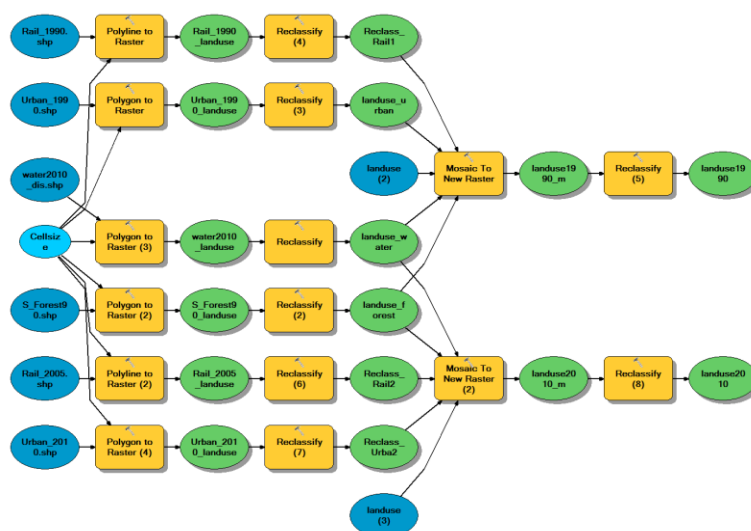 Rail_1990.
shp
Polyline to
Raster
Rail_1990
_landuse
Reclassify
(4)
Reclass_
Rail1
Urban_199
0.shp
Polygon to
Raster
Urban_199
0_landuse
Reclassify
(3)
landuse_u
rban
water2010
_dis.shp
landuse
(2)
Mosaic To
New Raster
landuse19
90_m
Reclassify
(5)
landuse19
90
Cellsiz
e
Polygon to
Raster (3)
water2010
_landuse
Reclassify
landuse_w
ater
S_Forest9
0.shp
Polygon to
Raster (2)
S_Forest9
0_landuse
Reclassify
(2)
landuse_f
orest
Rail_2005.
shp
Polyline to
Raster (2)
Rail_2005
_landuse
Reclassify
(6)
Reclass_
Rail2
Mosaic To
New Raster
(2)
landuse20
10_m
Reclassify
(8)
landuse20
10
Urban_201
0.shp
Polygon to
Raster (4)
Urban_201
0_landuse
Reclassify
(7)
Reclass_
Urba2
landuse
(3)